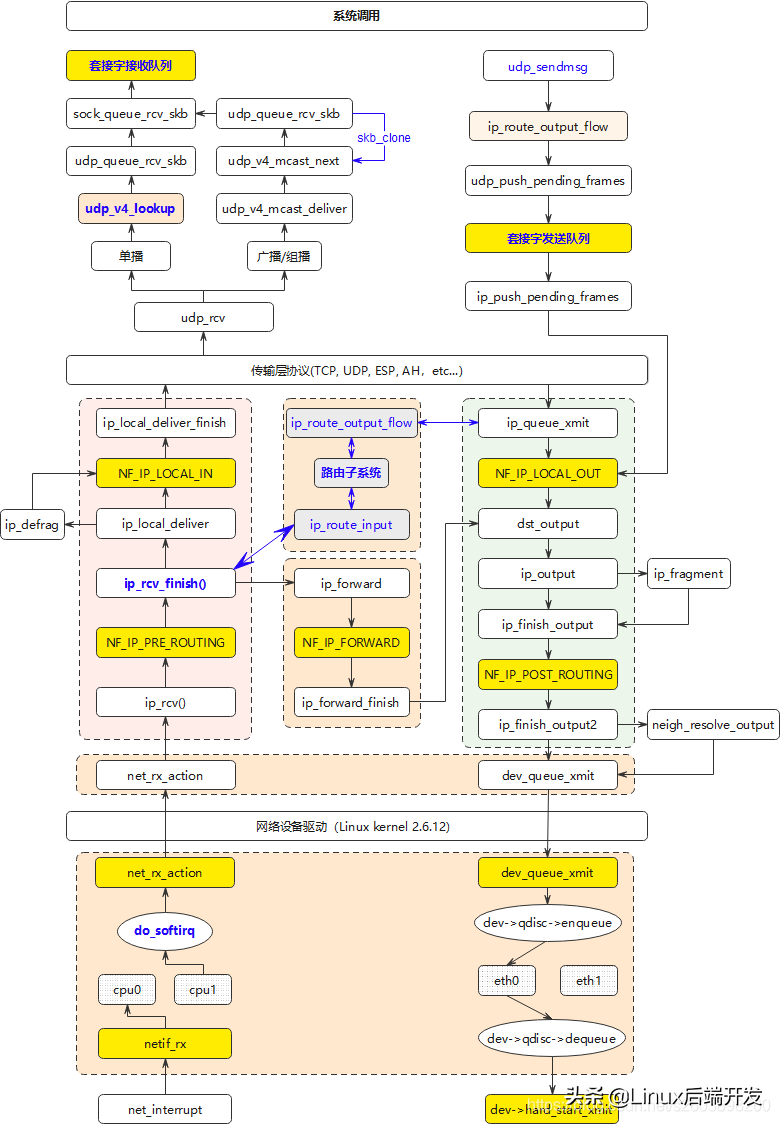 系统调用
套接字接收队列
udp_sendmsg
sock_queue_rcv_skb
udp_queue_rcv_skb
skb_clone
ip_route_output_flow
udp_queue_rcv_skb
udp_v4_mcast_next
udp_push_pending_frames
udp_v4_lookup
udp_v4_mcast_deliver
套接字发送队列
单播
广播/组播
ip_push_pending_frames
udp_rcv
传输层协议(TCP, UDP, ESP, AH，etc...)
ip_local_deliver_finish
ip_route_output_flow
ip_queue_xmit
NF_IP_LOCAL_IN
路由子系统
NF_IP_LOCAL_OUT
ip_defrag
ip_local_deliver
ip_route_input
dst_output
ip_rcv_finish()
ip_forward
ip_output
ip_fragment
ip_finish_output
NF_IP_PRE_ROUTING
NF_IP_FORWARD
NF_IP_POST_ROUTING
ip_rcv()
ip_forward_finish
ip_finish_output2
neigh_resolve_output
net_rx_action
dev_queue_xmit
网络设备驱动（Linux kernel 2.6.12)
net_rx_action
dev_queue_xmit
do_softirq
dev->qdisc->enqueue
cpu0
cpu1
eth0
eth1
netif_rx
dev->qdisc->dequeue
net_interrupt
dev->hard_start_xmit
头条 @Linux后端开发